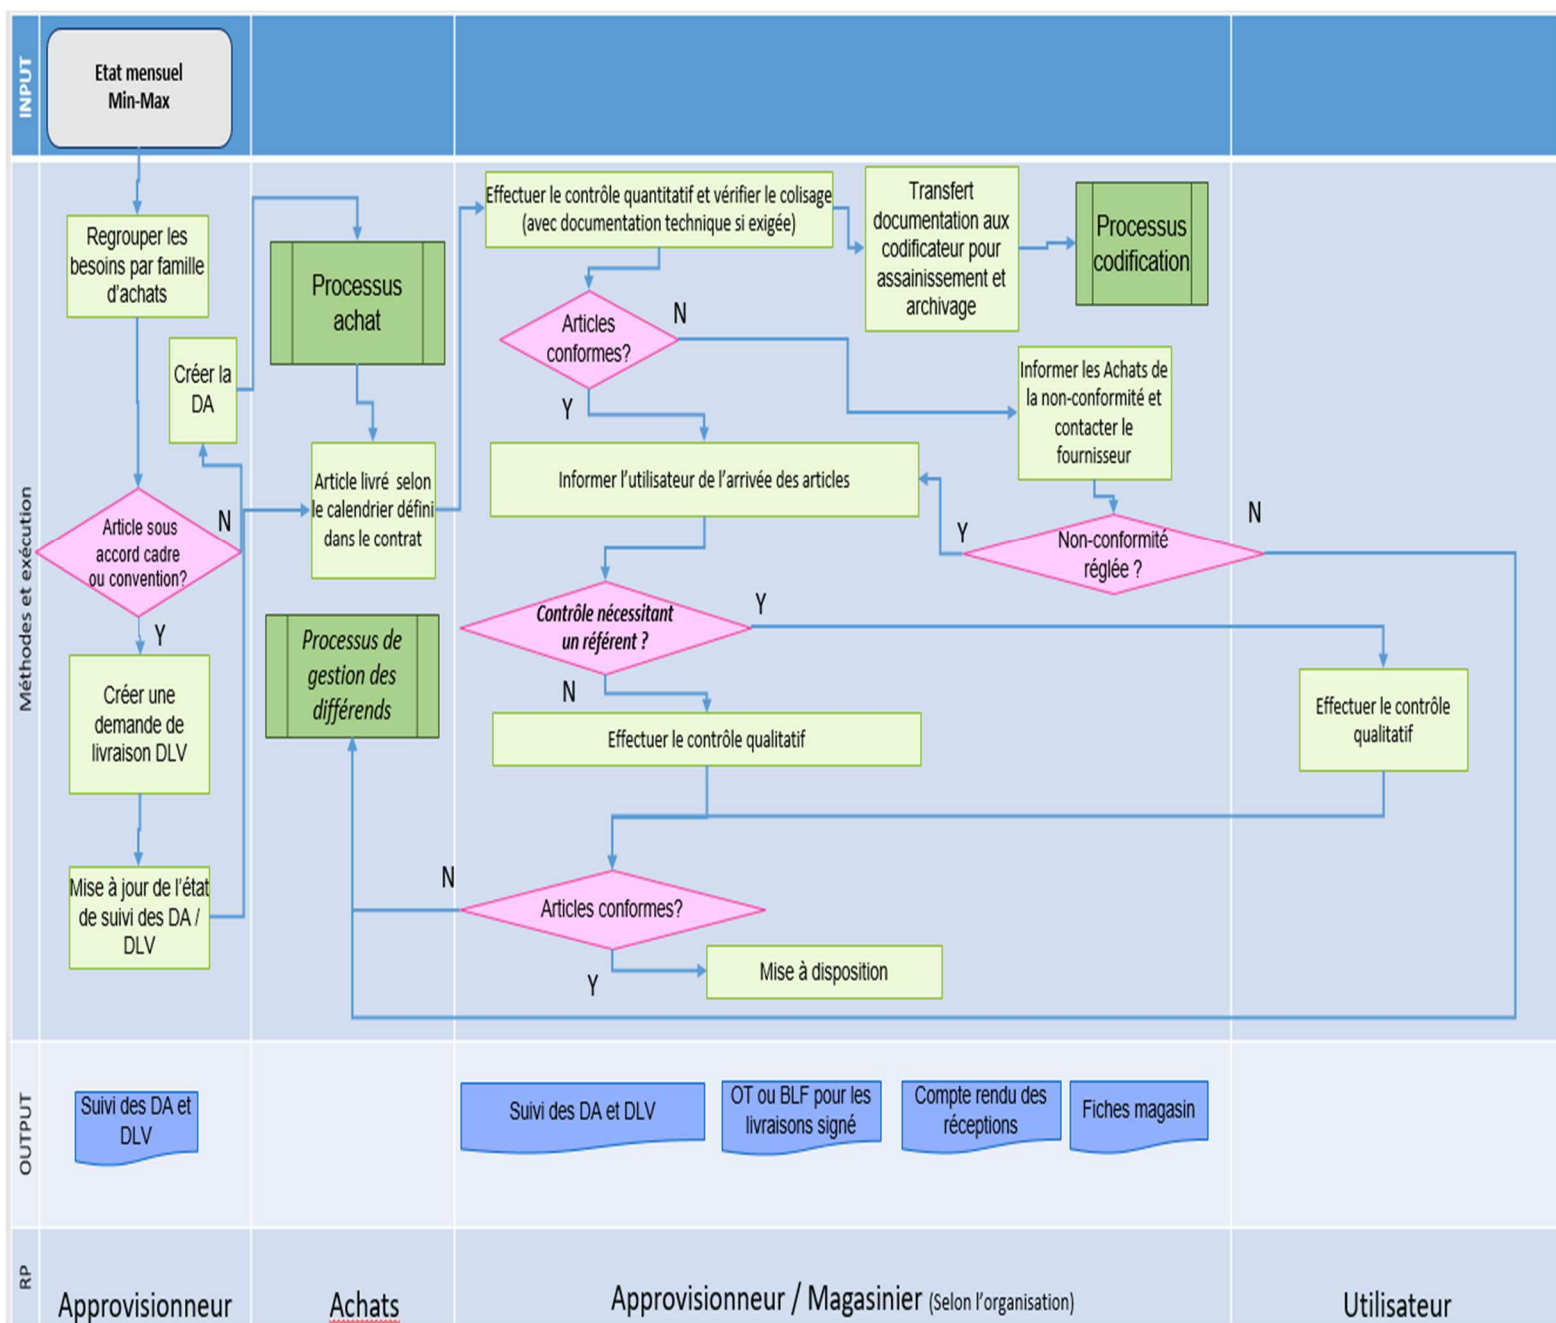 INPUT
Etat mensuel
Min-Max
Méthodes et exécution
Regrouper les
besoins par famille
d'achats
Créer la
DA
Article sous
accord cadre
ou convention?
N
Y
Créer une
demande de
livraison DLV
Mise à jour de l'état
de suivi des DA /
DLV
Processus
achat
Article livré selon
le calendrier défini
dans le contrat
Processus de
gestion des
différends
Effectuer le contrôle quantitatif et vérifier le colisage
(avec documentation technique si exigée)
Transfert
documentation aux
codificateur pour
assainissement et
archivage
Processus
codification
Articles
conformes?
N
Y
Informer les Achats de
la non-conformité et
contacter le
fournisseur
Informer l'utilisateur de l'arrivée des articles
Non-conformité
réglée ?
Y
N
Contrôle nécessitant
un référent ?
Y
N
Effectuer le contrôle qualitatif
Effectuer le contrôle
qualitatif
Articles conformes?
N
Y
Mise à disposition
OUTPUT
Suivi des DA et
DLV
Suivi des DA et DLV
OT ou BLF pour les
livraisons signé
Compte rendu des
réceptions
Fiches magasin
RP
Approvisionneur
Achats
Approvisionneur / Magasinier (Selon l'organisation)
Utilisateur